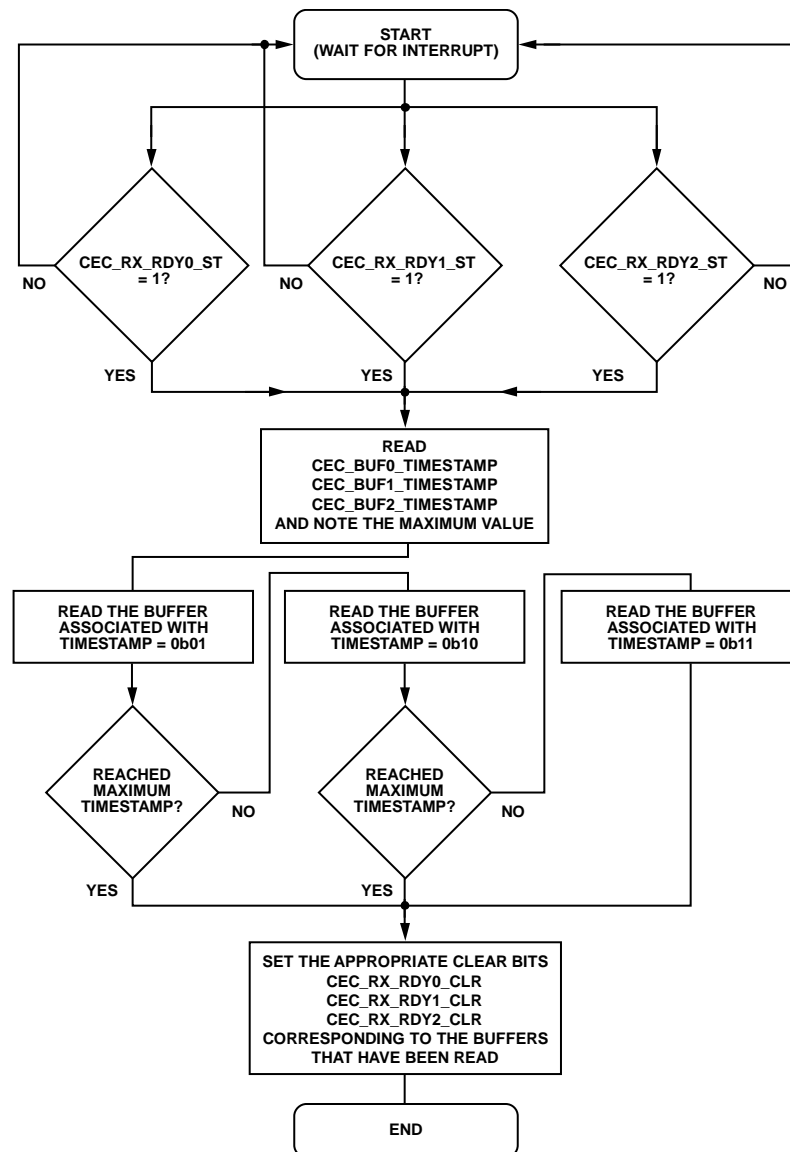 START
(WAIT FOR INTERRUPT)
CEC_RX_RDY0_ST
= 1?
NO
YES
CEC_RX_RDY1_ST
= 1?
NO
YES
CEC_RX_RDY2_ST
= 1?
NO
YES
READ
CEC_BUF0_TIMESTAMP
CEC_BUF1_TIMESTAMP
CEC_BUF2_TIMESTAMP
AND NOTE THE MAXIMUM VALUE
READ THE BUFFER
ASSOCIATED WITH
TIMESTAMP = 0b01
READ THE BUFFER
ASSOCIATED WITH
TIMESTAMP = 0b10
READ THE BUFFER
ASSOCIATED WITH
TIMESTAMP = 0b11
REACHED
MAXIMUM
TIMESTAMP?
NO
YES
REACHED
MAXIMUM
TIMESTAMP?
NO
YES
SET THE APPROPRIATE CLEAR BITS
CEC_RX_RDY0_CLR
CEC_RX_RDY1_CLR
CEC_RX_RDY2_CLR
CORRESPONDING TO THE BUFFERS
THAT HAVE BEEN READ
END